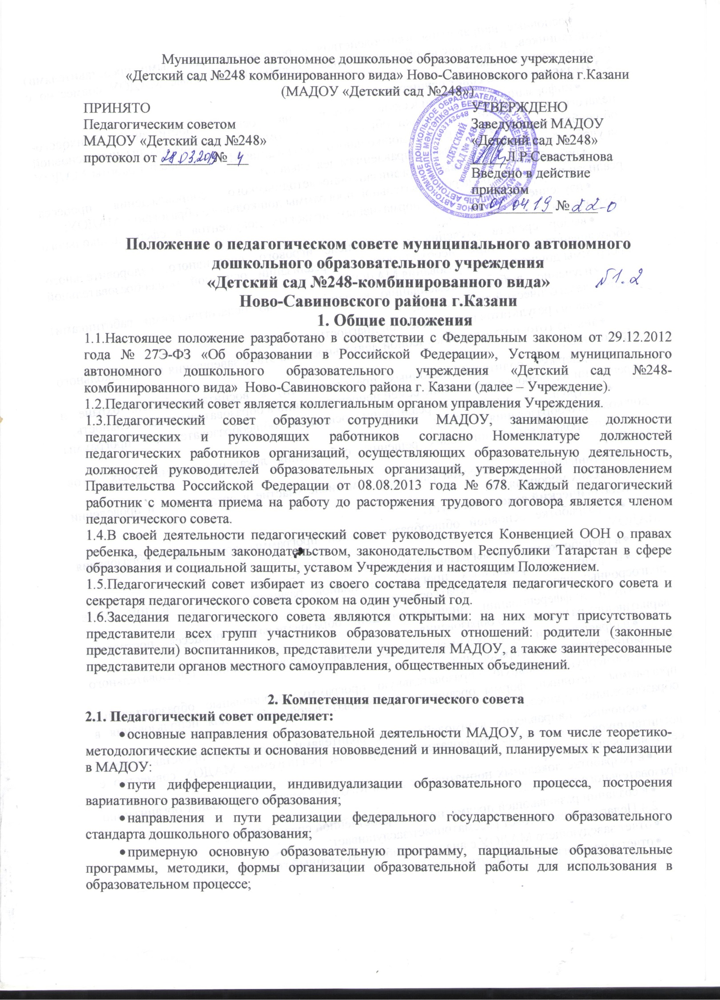 Муниципальное автономное дошкольное образовательное учреждение
«Детский сад №248 комбинированного вида» Ново-Савиновского района г.Казани
(МАДОУ «Детский сад №248»)
ПРИНЯТО
Педагогическим советом
МАДОУ «Детский сад №248»
протокол от 28.03.2019 № 4
УТВЕРЖДЕНО
Заведующей МАДОУ
«Детский сад №248»
Л.Р.Севастьянова
Введено в действие
приказом
от 01.04.19 № 22-о
ОГРН 1021603142648
«ДЕТСКИЙ
САД № 248
КОМБИНИРОВАННОГО
ВИДА»
Положение о педагогическом совете муниципального автономного
дошкольного образовательного учреждения
«Детский сад №248-комбинированного вида»
Ново-Савиновского района г.Казани
1. Общие положения
1.1.Настоящее положение разработано в соответствии с Федеральным законом от 29.12.2012
года № 27Э-ФЗ «Об образовании в Российской Федерации», Уставом муниципального
автономного дошкольного образовательного учреждения «Детский сад №248-
комбинированного вида» Ново-Савиновского района г. Казани (далее – Учреждение).
1.2.Педагогический совет является коллегиальным органом управления Учреждения.
1.3.Педагогический совет образуют сотрудники МАДОУ, занимающие должности
педагогических и руководящих работников согласно Номенклатуре должностей
педагогических работников организаций, осуществляющих образовательную деятельность,
должностей руководителей образовательных организаций, утвержденной постановлением
Правительства Российской Федерации от 08.08.2013 года № 678. Каждый педагогический
работник с момента приема на работу до расторжения трудового договора является членом
педагогического совета.
1.4.В своей деятельности педагогический совет руководствуется Конвенцией ООН о правах
ребенка, федеральным законодательством, законодательством Республики Татарстан в сфере
образования и социальной защиты, уставом Учреждения и настоящим Положением.
1.5.Педагогический совет избирает из своего состава председателя педагогического совета и
секретаря педагогического совета сроком на один учебный год.
1.6.Заседания педагогического совета являются открытыми: на них могут присутствовать
представители всех групп участников образовательных отношений: родители (законные
представители) воспитанников, представители учредителя МАДОУ, а также заинтересованные
представители органов местного самоуправления, общественных объединений.
2. Компетенция педагогического совета
2.1. Педагогический совет определяет:
• основные направления образовательной деятельности МАДОУ, в том числе теоретико-
методологические аспекты и основания нововведений и инноваций, планируемых к реализации
в МАДОУ:
• пути дифференциации, индивидуализации образовательного процесса, построения
вариативного развивающего образования;
• направления и пути реализации федерального государственного образовательного
стандарта дошкольного образования;
• примерную основную образовательную программу, парциальные образовательные
программы, методики, формы организации образовательной работы для использования в
образовательном процессе;